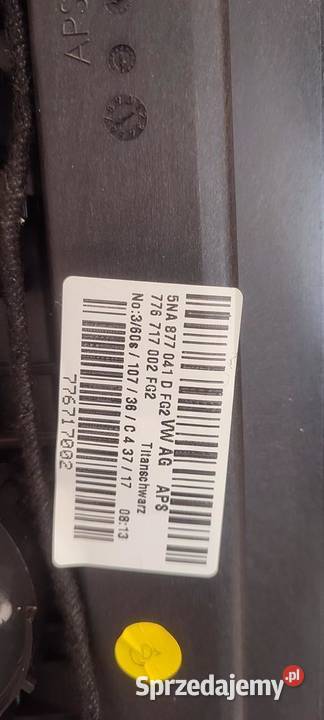 APS
5NA 877 041 D FG2 VW AG APS
776 717 002 FG2 Titanschwarz
No:3/60s / 107 / 36 / C 4 37 / 17 08:13
776717002
Sprzedajemy.pl